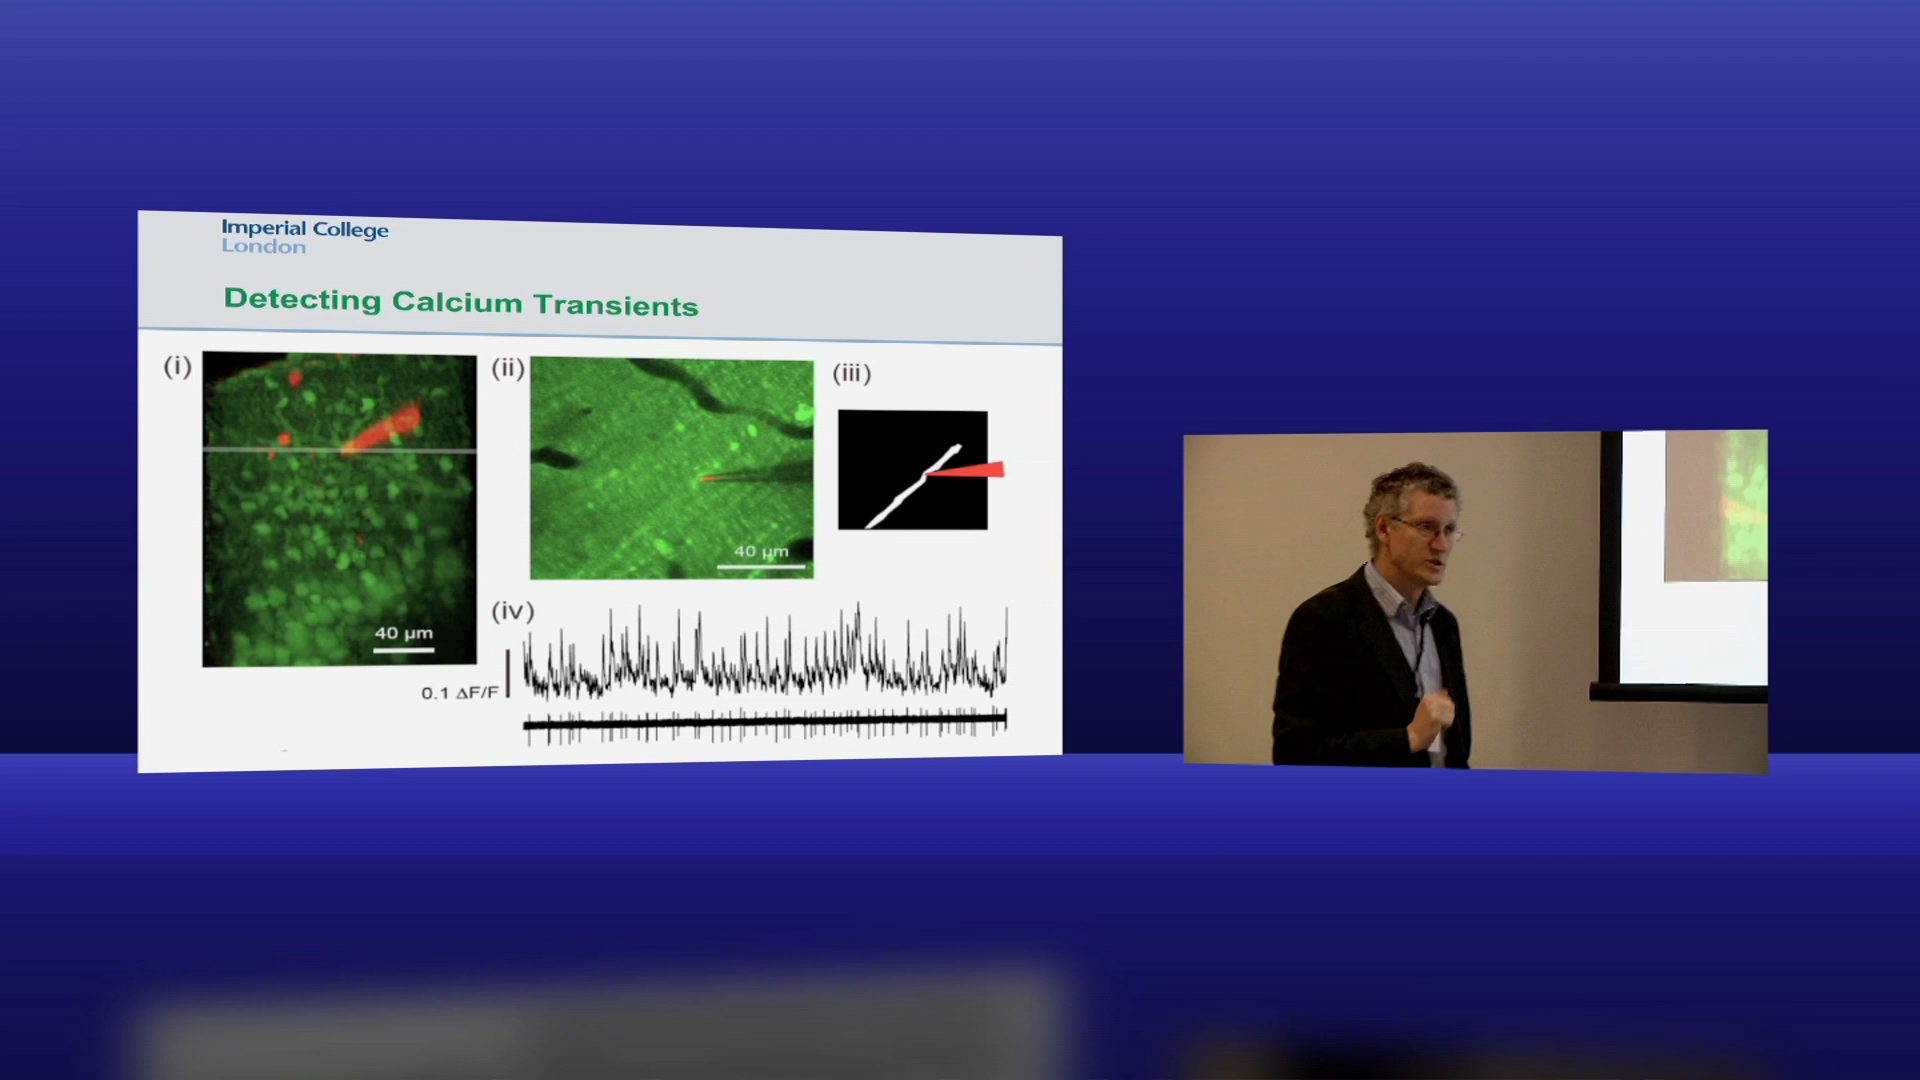 Imperial College
London
Detecting Calcium Transients
(i)
(ii)
(iii)
40 µm
40 µm
(iv)
0.1 ΔF/F